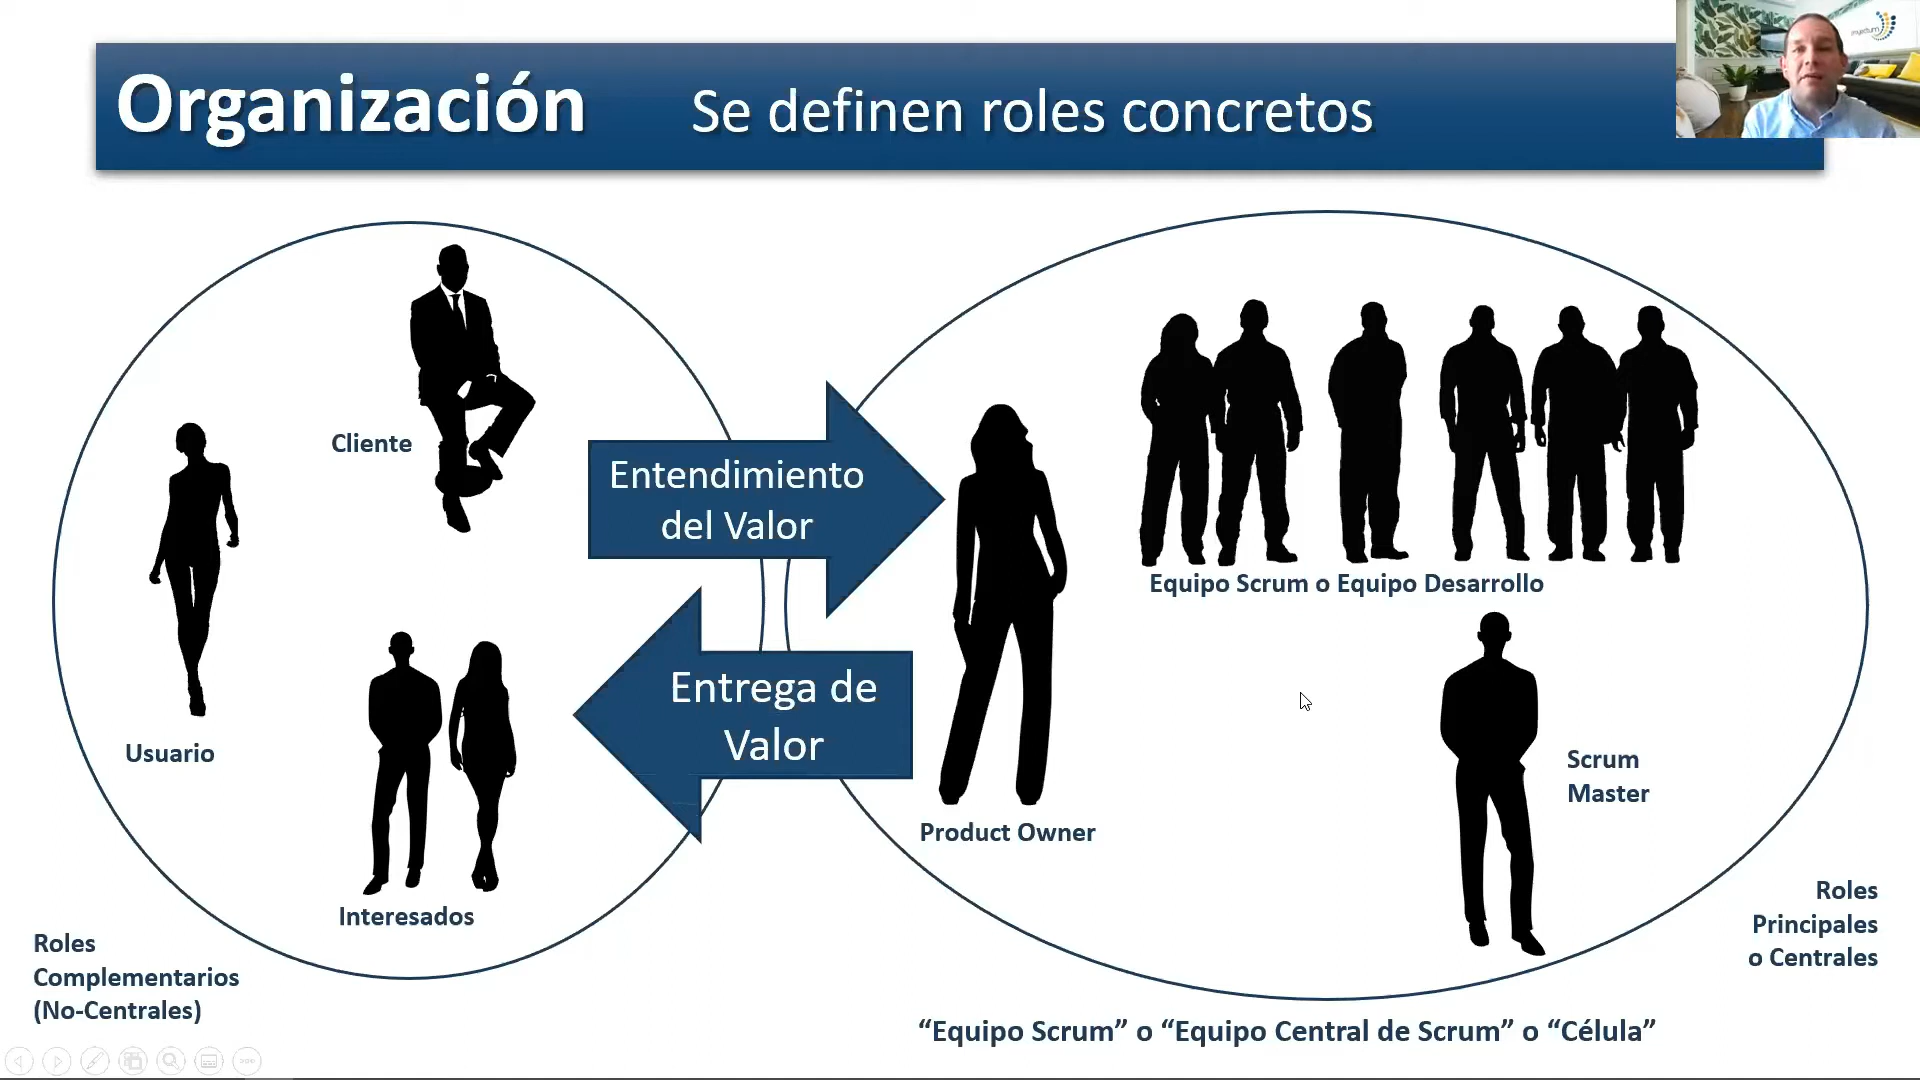 Organización
Se definen roles concretos
Cliente
Entendimiento
del Valor
Equipo Scrum o Equipo Desarrollo
Entrega de
Valor
Usuario
Scrum
Master
Product Owner
Interesados
Roles
Complementarios
(No-Centrales)
Roles
Principales
o Centrales
“Equipo Scrum” o “Equipo Central de Scrum” o “Célula”